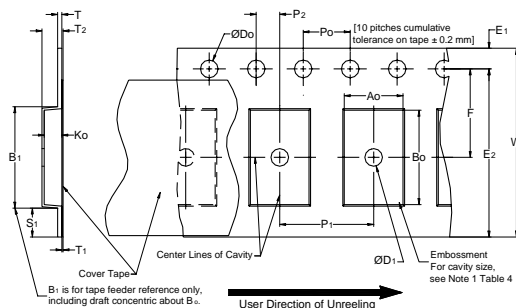 T
T2
P2
ØDo
Po
[10 pitches cumulative
tolerance on tape ± 0.2 mm]
E1
Ao
F
W
Ko
B1
Bo
E2
S1
P1
T1
Center Lines of Cavity
ØD1
Embossment
For cavity size,
see Note 1 Table 4
Cover Tape
B1 is for tape feeder reference only,
including draft concentric about Bo.
User Direction of Unreeling